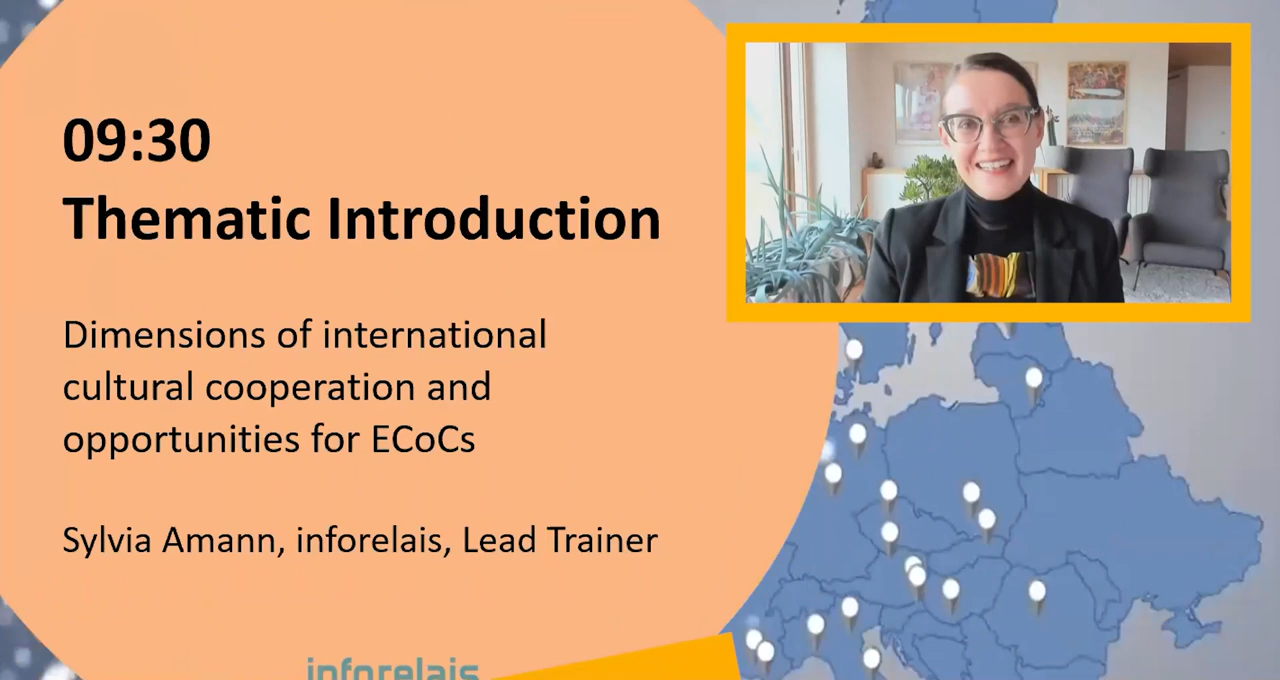 09:30
Thematic Introduction
Dimensions of international
cultural cooperation and
opportunities for ECoCs
Sylvia Amann, inforelais, Lead Trainer
inforelais